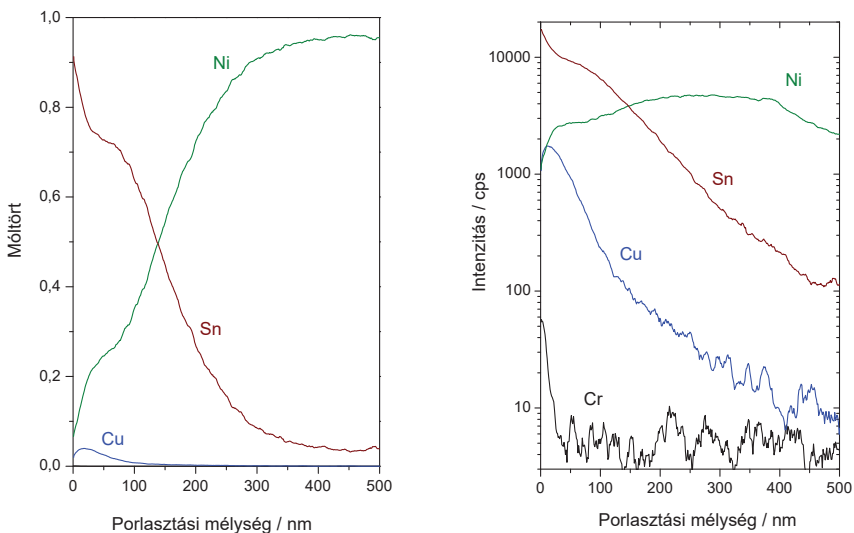 1,0
0,8
0,6
0,4
0,2
0,0
Móltört
Ni
Sn
Cu
0 100 200 300 400 500
Porlasztási mélység / nm
10000
1000
100
10
Intenzitás / cps
Ni
Sn
Cu
Cr
0 100 200 300 400 500
Porlasztási mélység / nm